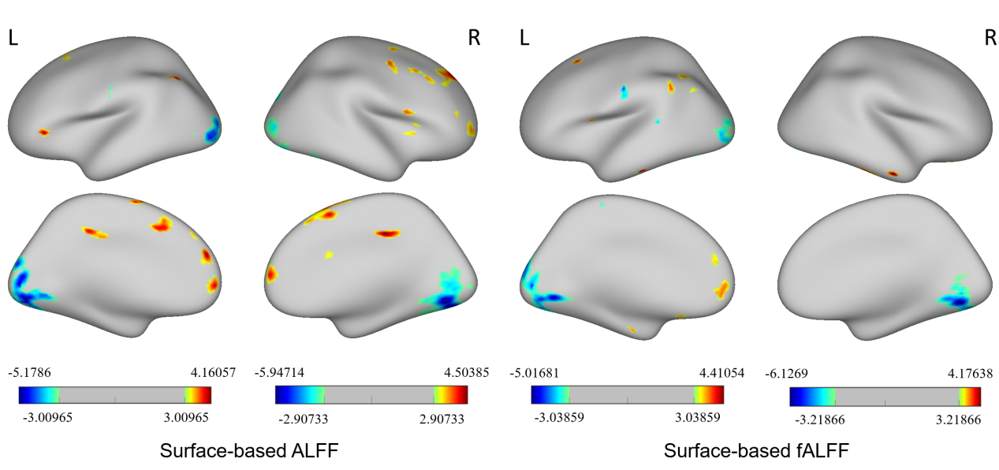 L
R
L
R
-5.1786 4.16057 -5.94714 4.50385 -5.01681 4.41054 -6.1269 4.17638
-3.00965 3.00965 -2.90733 2.90733 -3.03859 3.03859 -3.21866 3.21866
Surface-based ALFF Surface-based fALFF